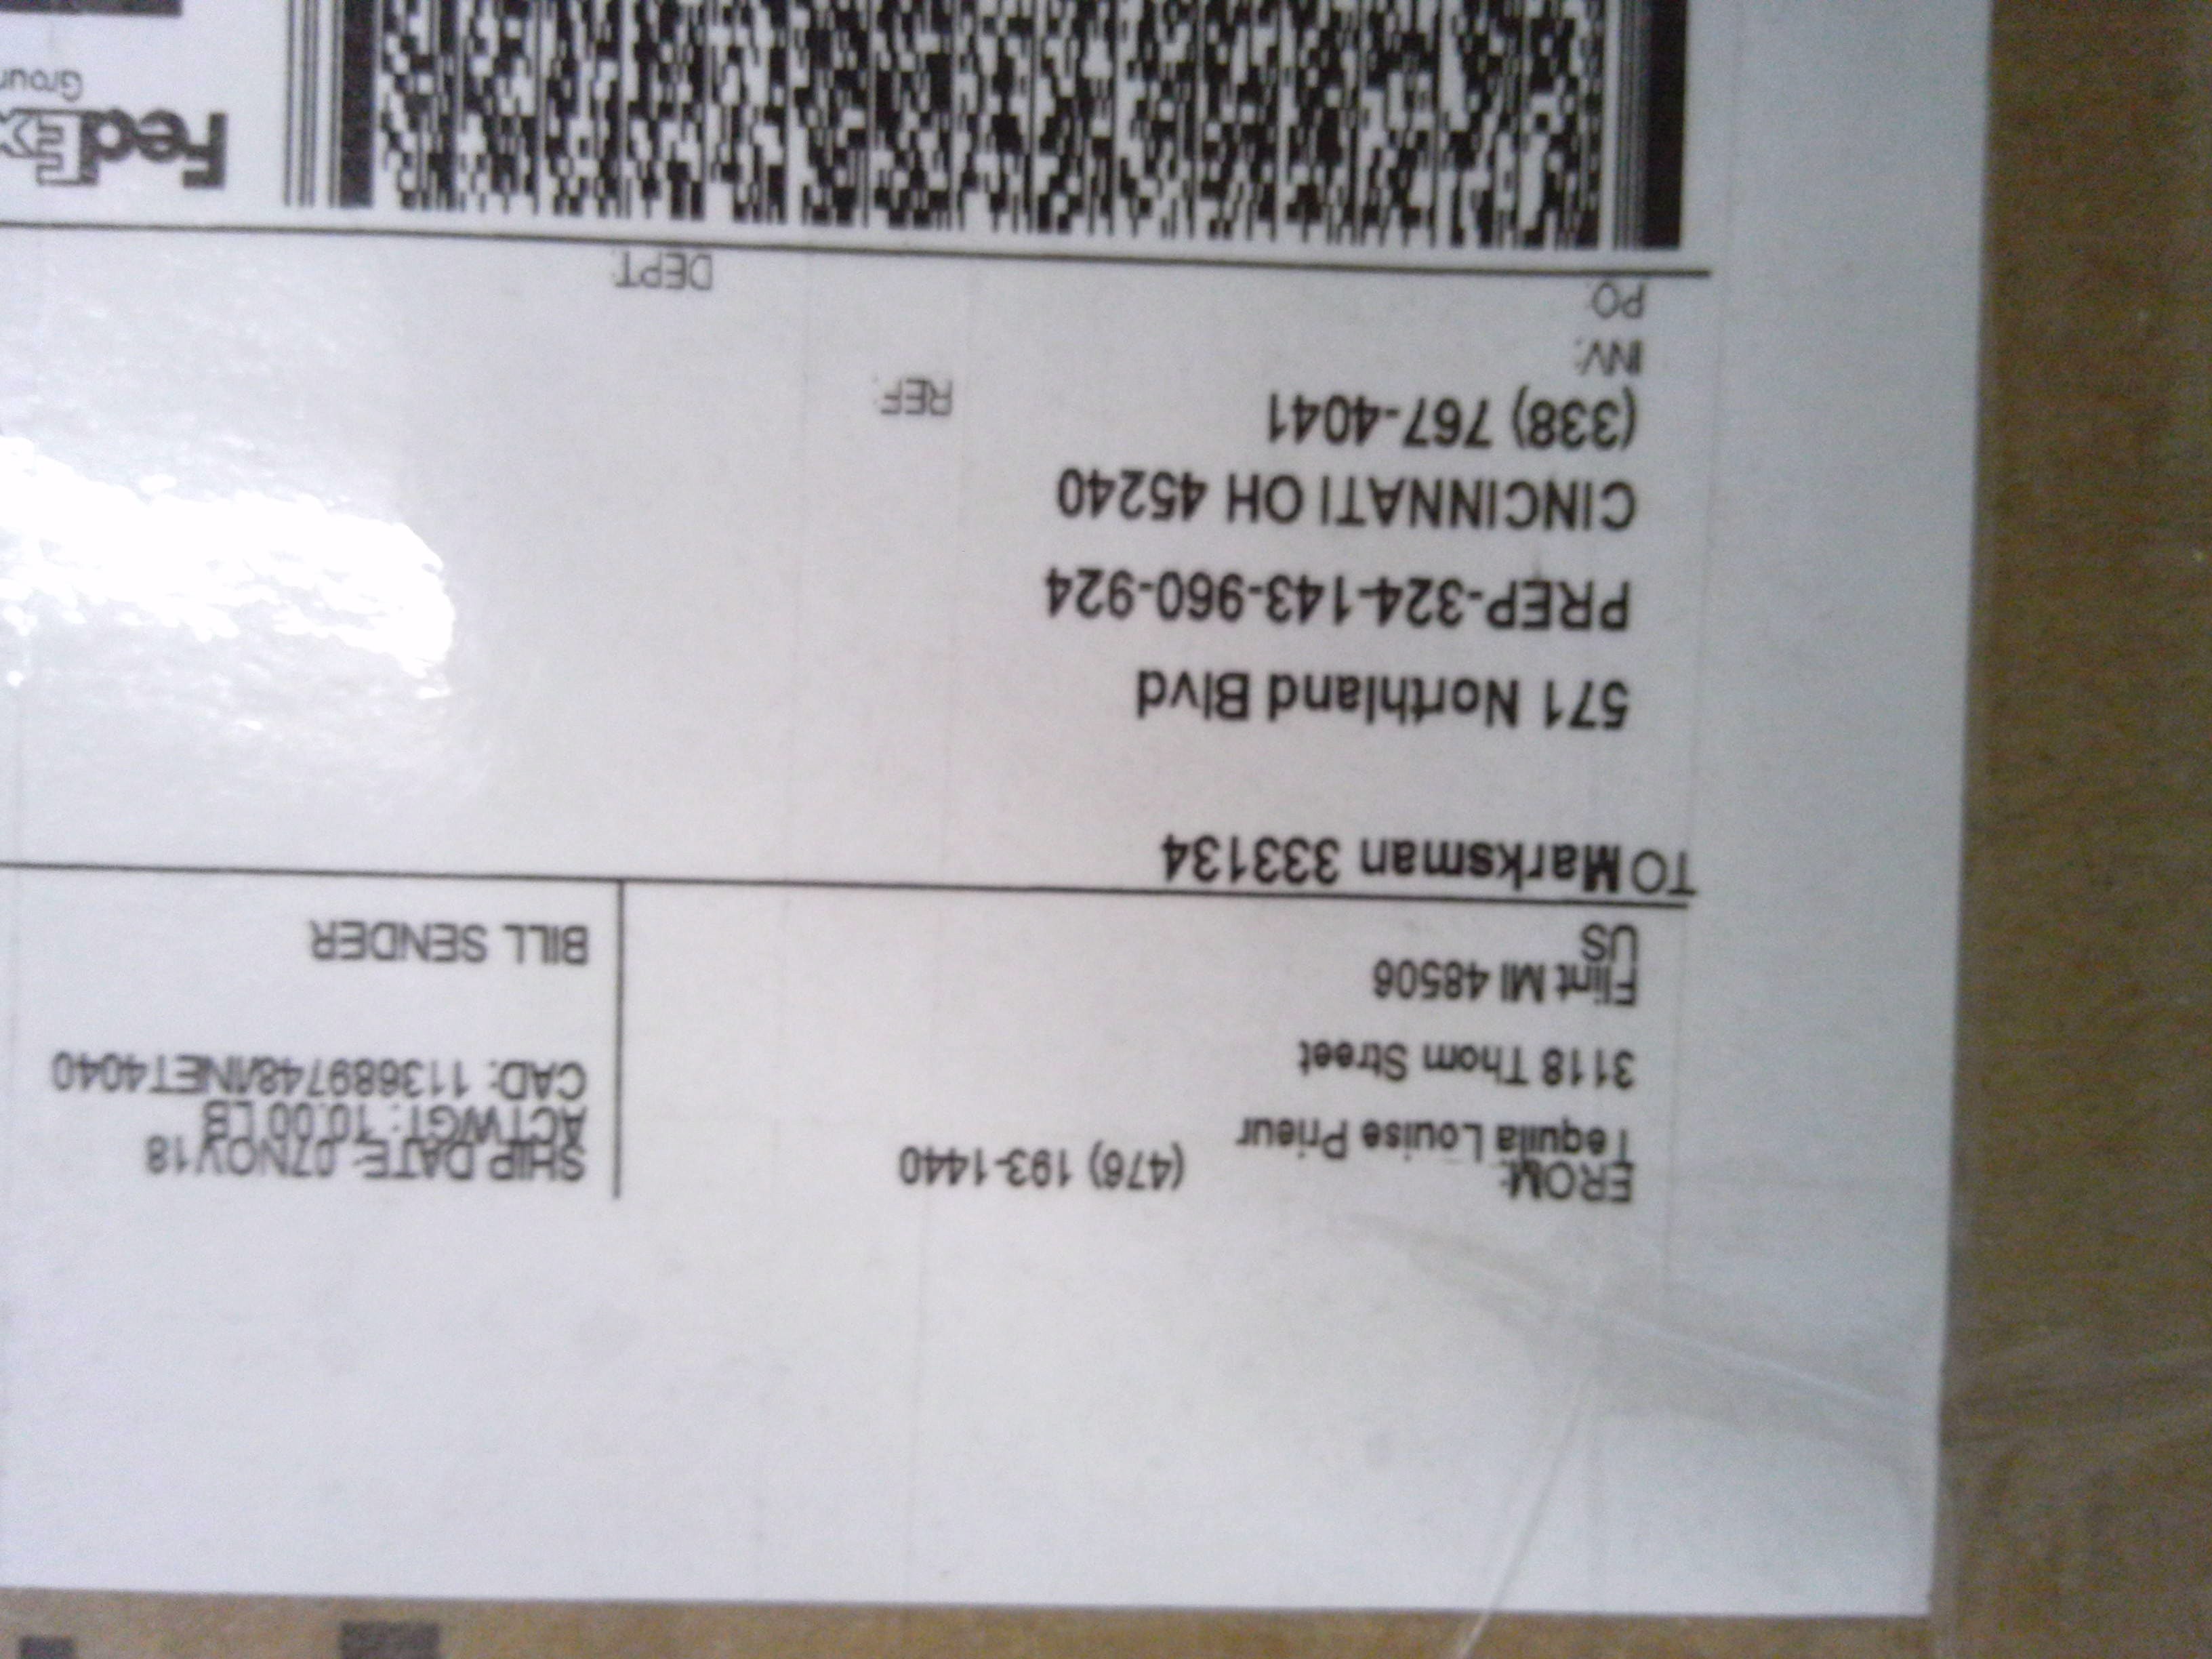 FROM: (476) 193-1440
Tequila Louise Prieur
3118 Thom Street
Flint MI 48506
US
SHIP DATE: 07NOV18
ACTWGT: 10.00 LB
CAD: 113689748/INET4040
BILL SENDER
TO Marksman 333134
571 Northland Blvd
PREP-324-143-960-924
CINCINNATI OH 45240
(338) 767-4041
REF:
INV:
PO:
DEPT:
FedEx